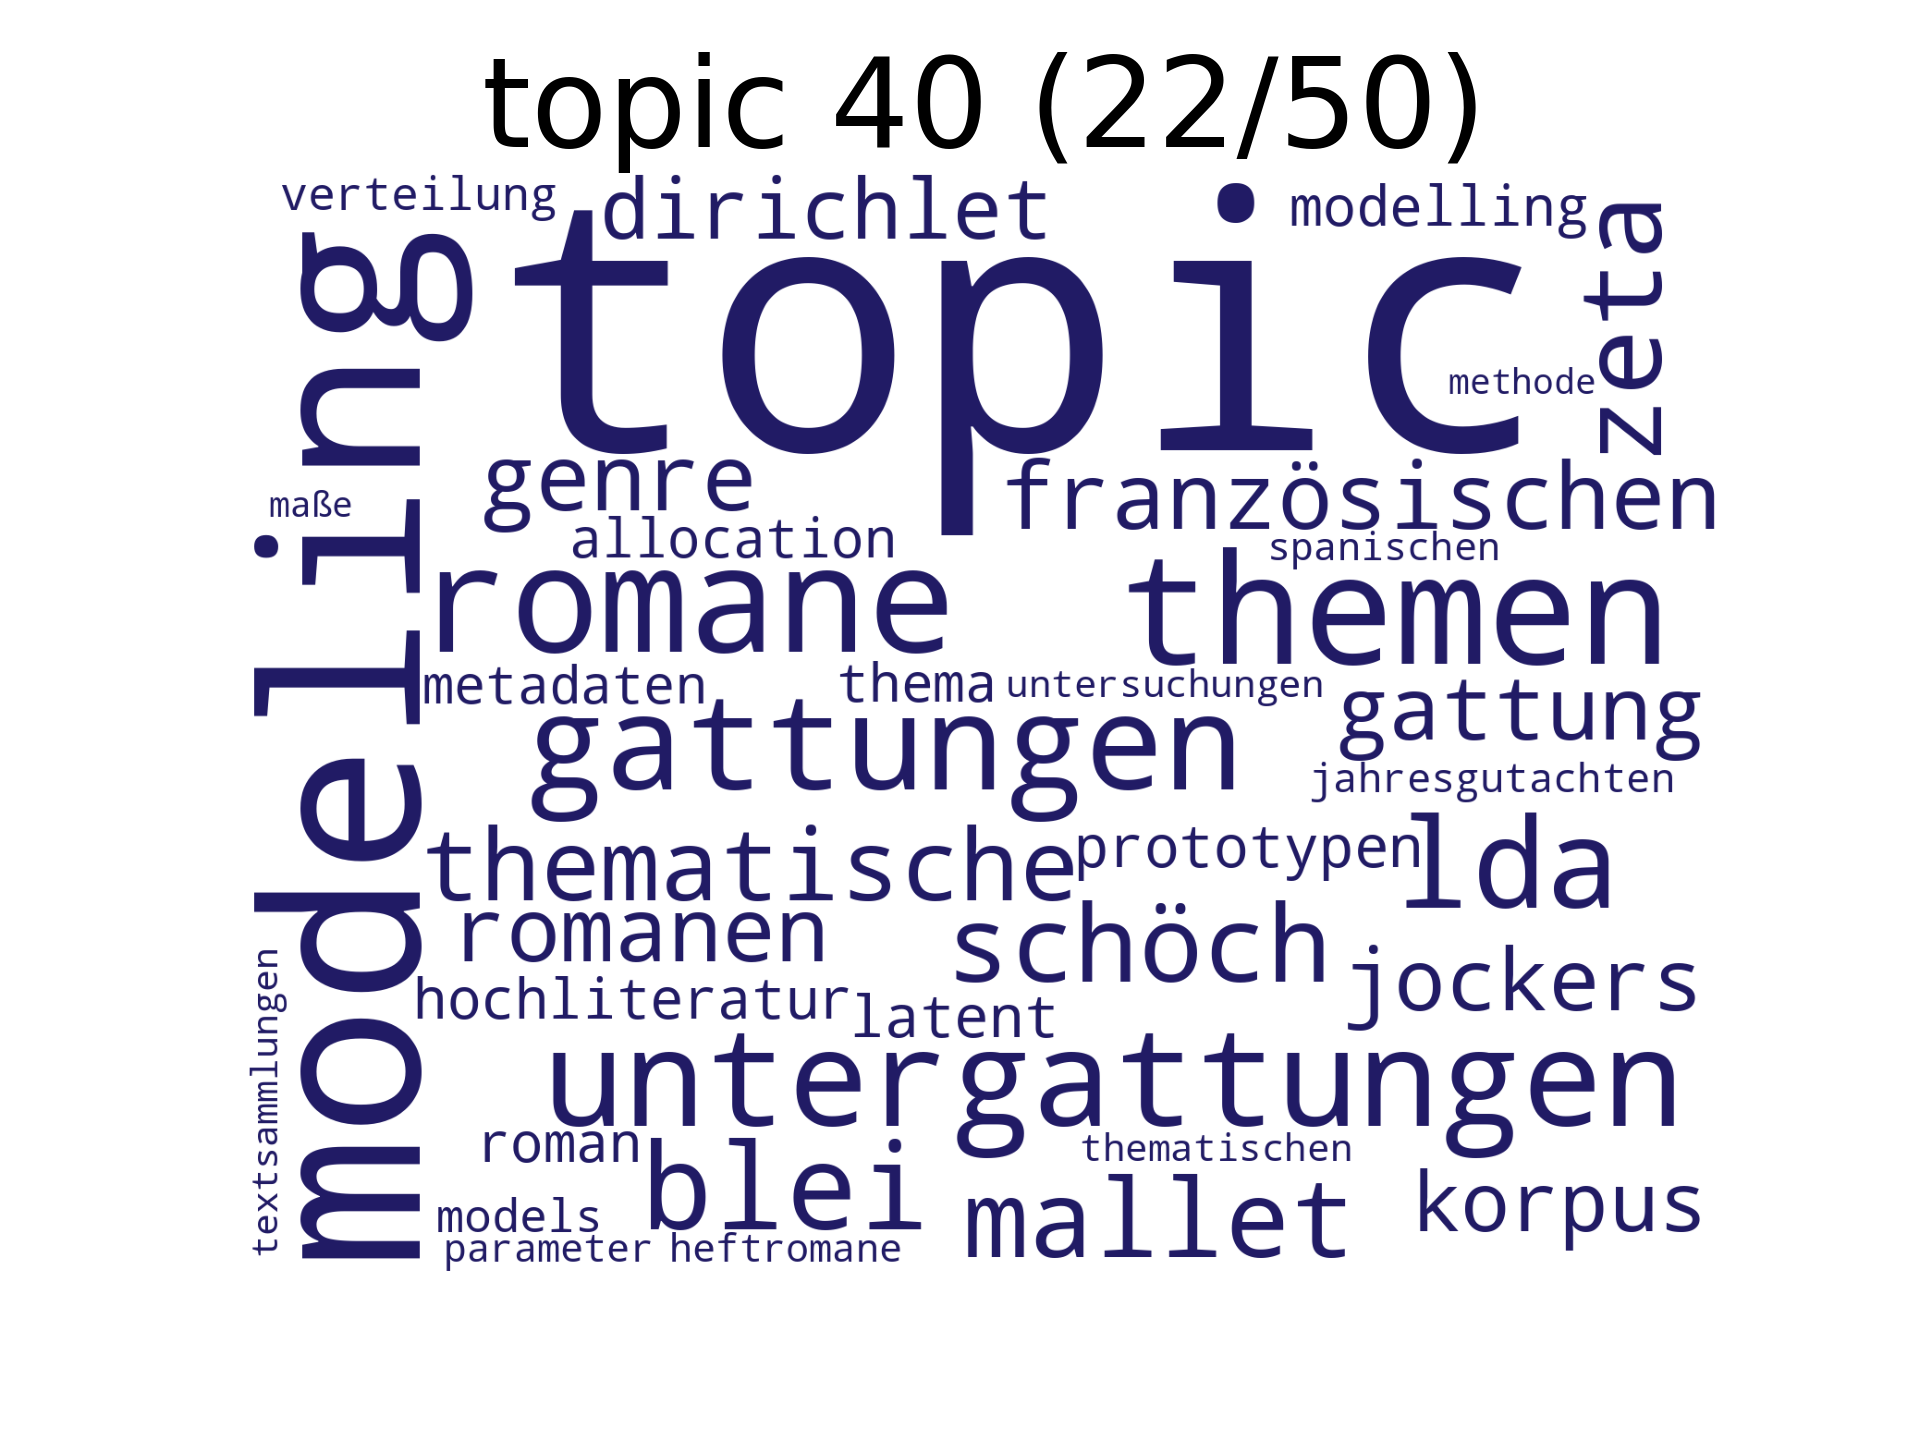 topic 40 (22/50)
verteilung
dirichlet
modelling
zeta
topic
modeling
methode
genre
französischen
maße
allocation
spanischen
romane
themen
metadaten
thema
untersuchungen
gattung
gattungen
jahresgutachten
thematische
prototypen
lda
romanen
schöch
jockers
hochliteratur
latent
textsammlungen
untergattungen
roman
blei
thematischen
mallet
korpus
models
parameter
heftromane